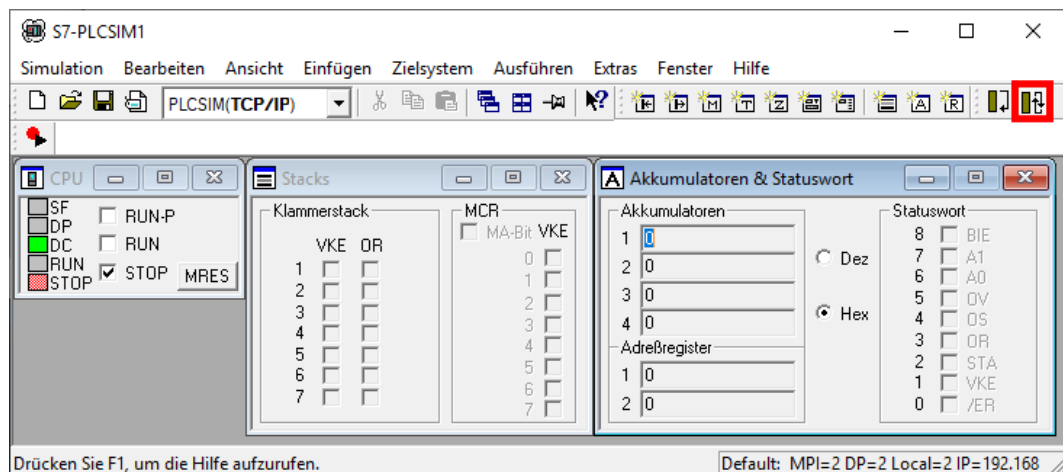 S7-PLCSIM1
Simulation Bearbeiten Ansicht Einfügen Zielsystem Ausführen Extras Fenster Hilfe
PLCSIM(TCP/IP)
CPU
SF
DP
DC
RUN
STOP
RUN-P
RUN
STOP
MRES
Stacks
Klammerstack
VKE OR
1
2
3
4
5
6
7
MCR
MA-Bit VKE
0
1
2
3
4
5
6
7
A Akkumulatoren & Statuswort
Akkumulatoren
1 0
2 0
3 0
4 0
Dez
Hex
Adreßregister
1 0
2 0
Statuswort
8 BIE
7 A1
6 A0
5 OV
4 OS
3 OR
2 STA
1 VKE
0 /ER
Drücken Sie F1, um die Hilfe aufzurufen.
Default: MPI=2 DP=2 Local=2 IP=192.168